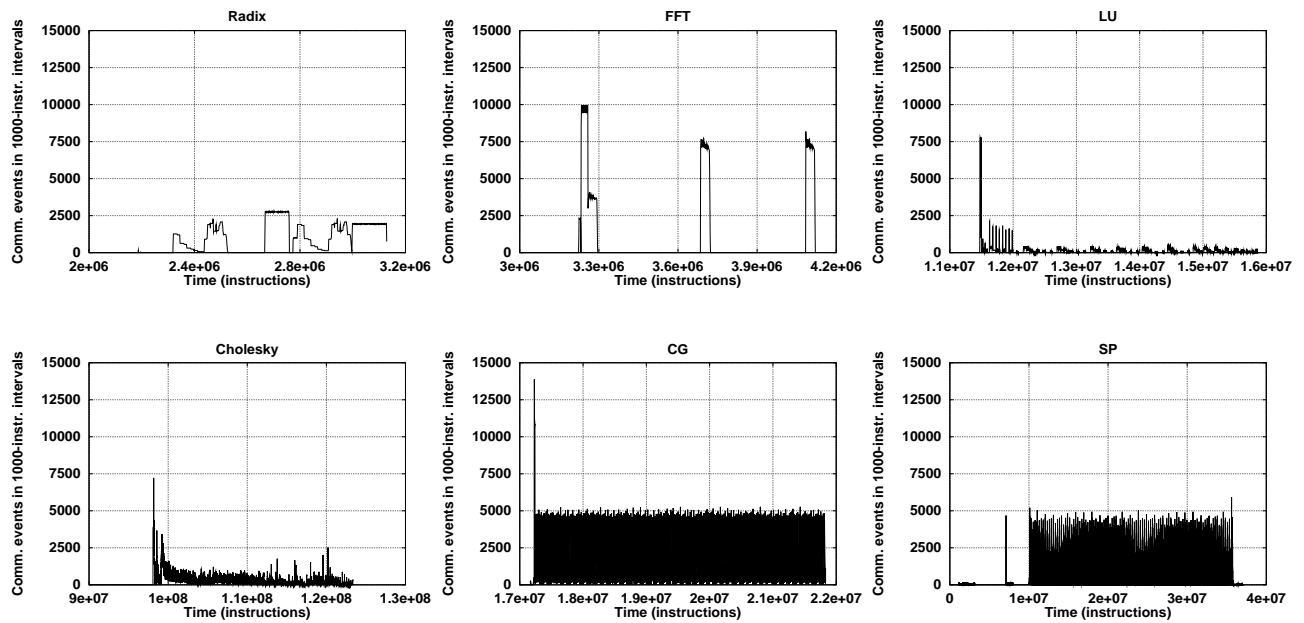 Radix
Comm. events in 1000-instr. intervals
15000
12500
10000
7500
5000
2500
0
2e+06 2.4e+06 2.8e+06 3.2e+06
Time (instructions)
FFT
Comm. events in 1000-instr. intervals
15000
12500
10000
7500
5000
2500
0
3e+06 3.3e+06 3.6e+06 3.9e+06 4.2e+06
Time (instructions)
LU
Comm. events in 1000-instr. intervals
15000
12500
10000
7500
5000
2500
0
1.1e+07 1.2e+07 1.3e+07 1.4e+07 1.5e+07 1.6e+07
Time (instructions)
Cholesky
Comm. events in 1000-instr. intervals
15000
12500
10000
7500
5000
2500
0
9e+07 1e+08 1.1e+08 1.2e+08 1.3e+08
Time (instructions)
CG
Comm. events in 1000-instr. intervals
15000
12500
10000
7500
5000
2500
0
1.7e+07 1.8e+07 1.9e+07 2e+07 2.1e+07 2.2e+07
Time (instructions)
SP
Comm. events in 1000-instr. intervals
15000
12500
10000
7500
5000
2500
0
0 1e+07 2e+07 3e+07 4e+07
Time (instructions)